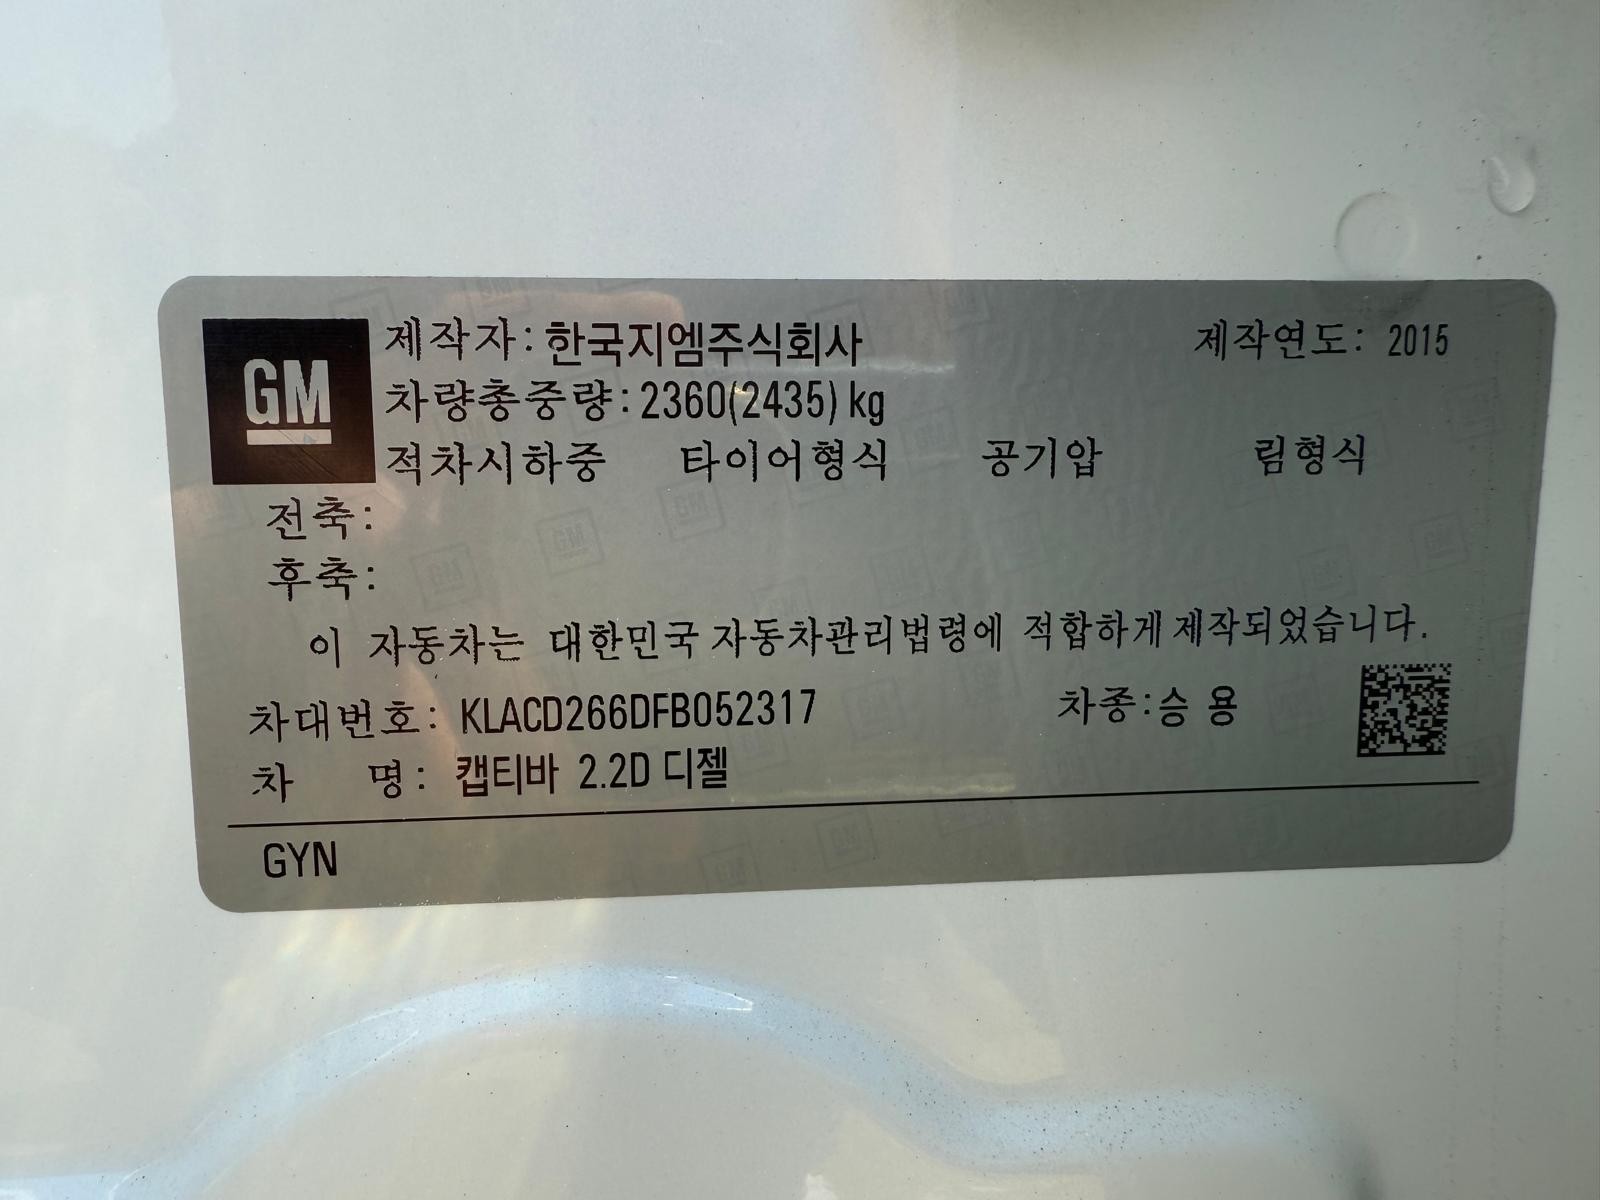 GM
제작자: 한국지엠주식회사 제작연도: 2015
차량총중량: 2360(2435) kg
적차시하중 타이어형식 공기압 림형식
전축:
후축:
이 자동차는 대한민국 자동차관리법령에 적합하게 제작되었습니다.
차대번호: KLACD266DFB052317 차종: 승 용
차 명: 캡티바 2.2D 디젤
GYN